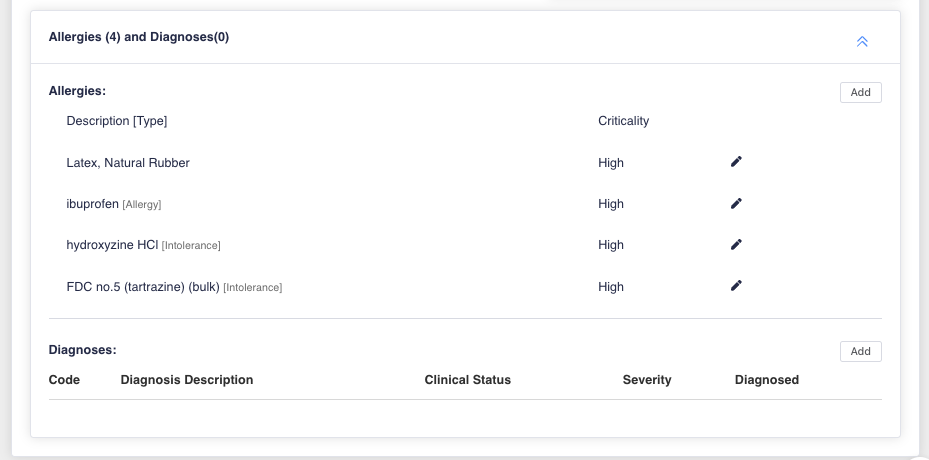 Allergies (4) and Diagnoses(0)
Allergies:
Add
Description [Type] Criticality
Latex, Natural Rubber High
ibuprofen [Allergy] High
hydroxyzine HCl [Intolerance] High
FDC no.5 (tartrazine) (bulk) [Intolerance] High
Diagnoses:
Add
Code Diagnosis Description Clinical Status Severity Diagnosed